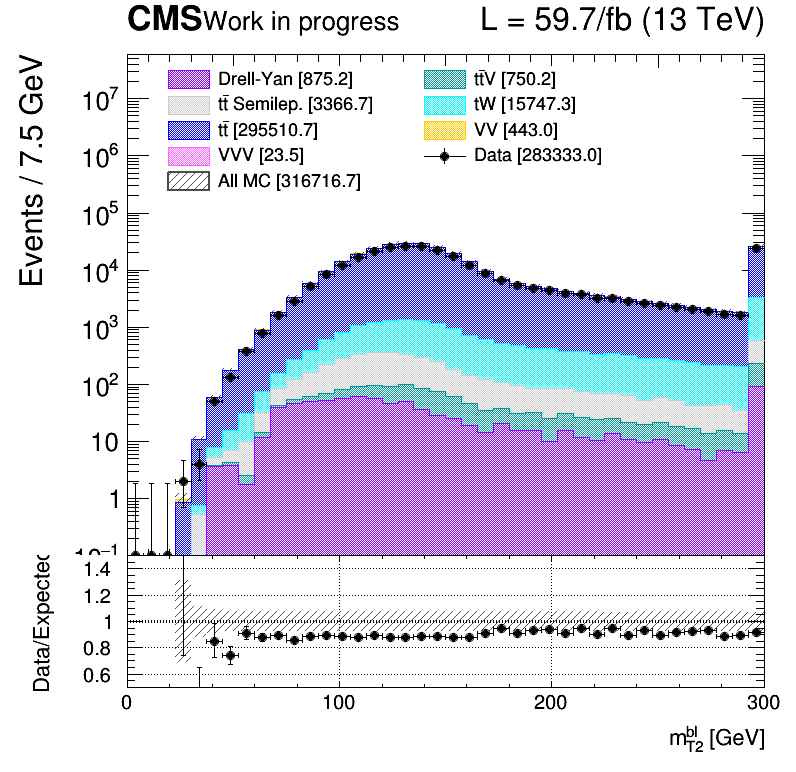 CMS Work in progress L = 59.7/fb (13 TeV)
Events / 7.5 GeV
Drell-Yan [875.2]
tt̄V [750.2]
tt̄ Semilep. [3366.7]
tW [15747.3]
tt̄ [295510.7]
VV [443.0]
VVV [23.5]
Data [283333.0]
All MC [316716.7]
10⁷
10⁶
10⁵
10⁴
10³
10²
10
1
10⁻¹
Data/Expected
1.4
1.2
1
0.8
0.6
0 100 200 300
m_{T2}^{bl} [GeV]